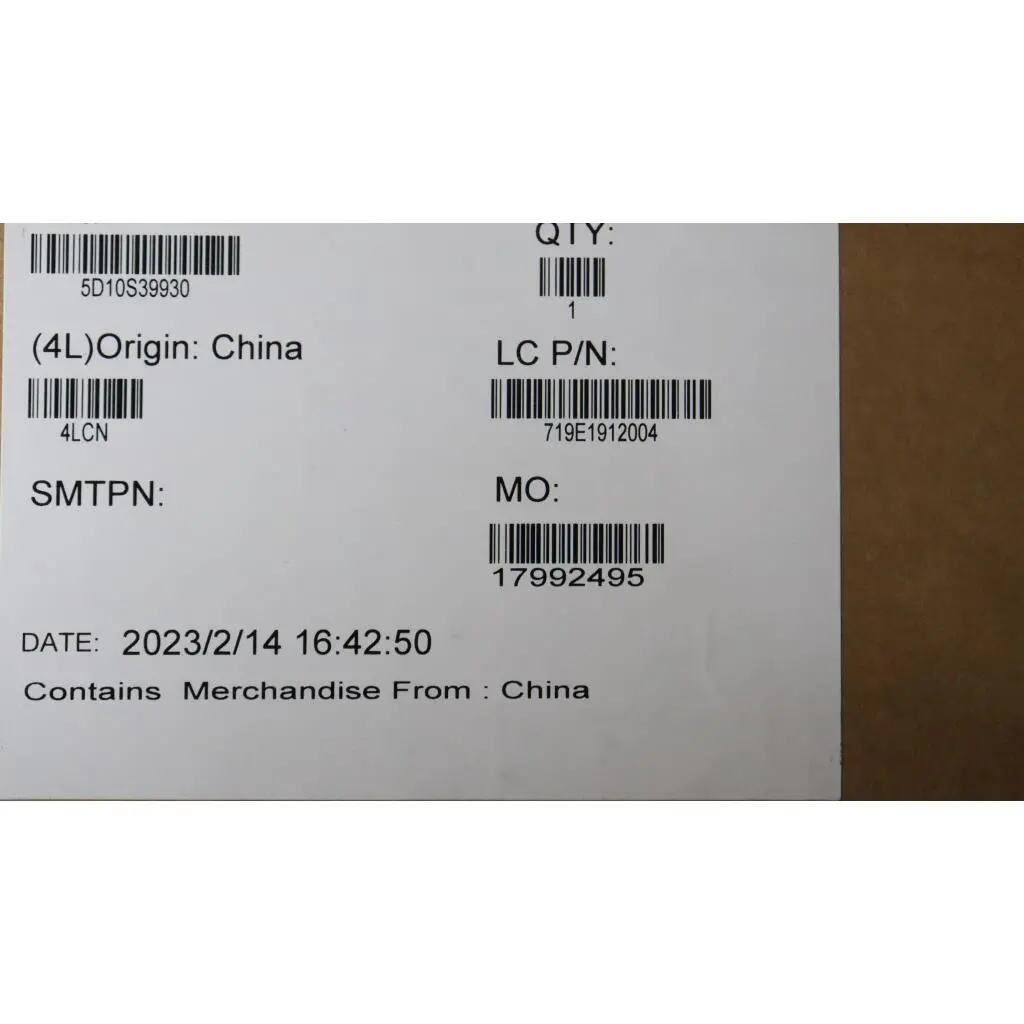 QTY:
5D10S39930
1
(4L)Origin: China
LC P/N:
4LCN
719E1912004
SMTPN:
MO:
17992495
DATE: 2023/2/14 16:42:50
Contains Merchandise From : China